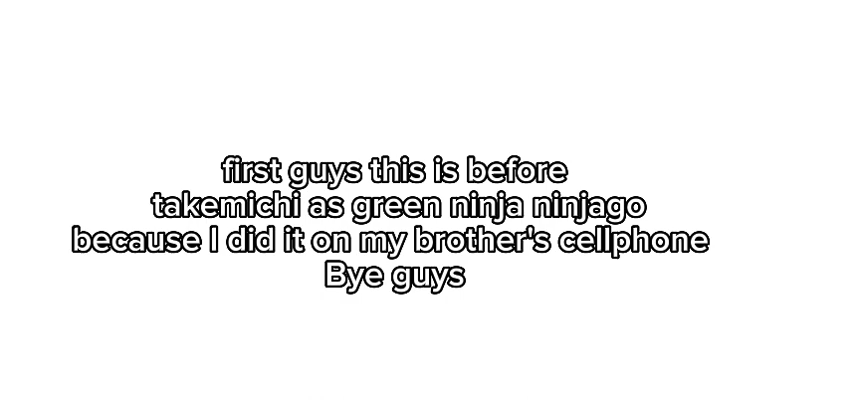 first guys this is before
takemichi as green ninja ninjago
because I did it on my brother's cellphone
Bye guys